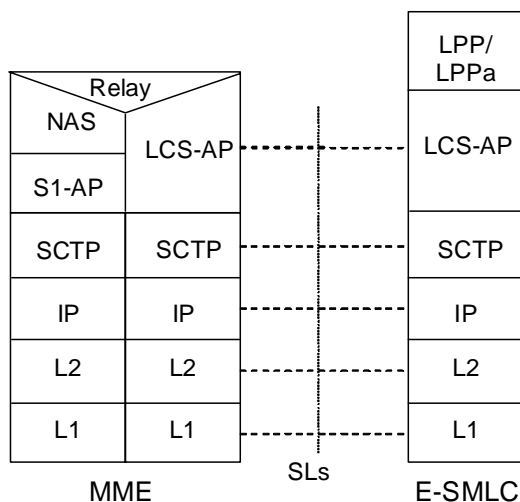 LPP/
LPPa
Relay
NAS
LCS-AP
LCS-AP
S1-AP
SCTP
SCTP
SCTP
IP
IP
IP
L2
L2
L2
L1
L1
L1
SLs
MME
E-SMLC